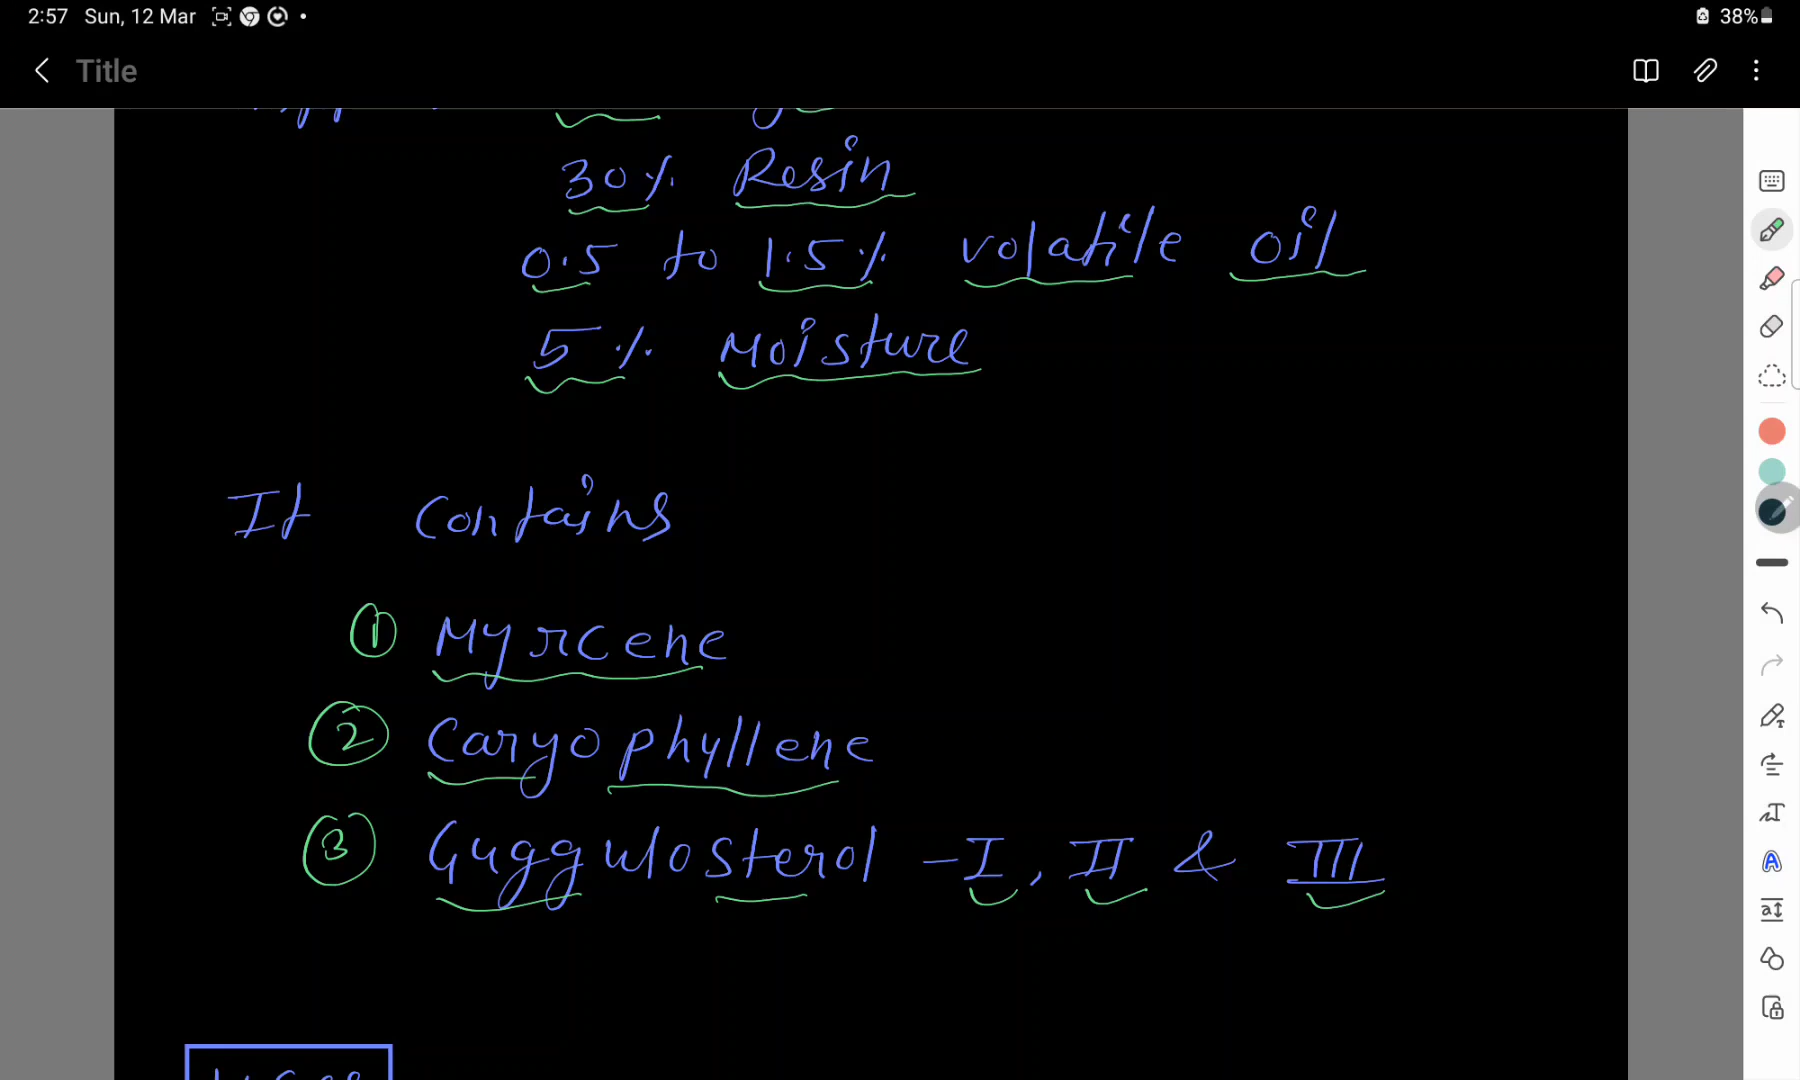 2:57 Sun, 12 Mar
38%
Title
30% Resin
0.5 to 1.5% volatile oil
5% Moisture
It Contains
1 Myrcene
2 Caryophyllene
3 Guggulosterol - I, II & III